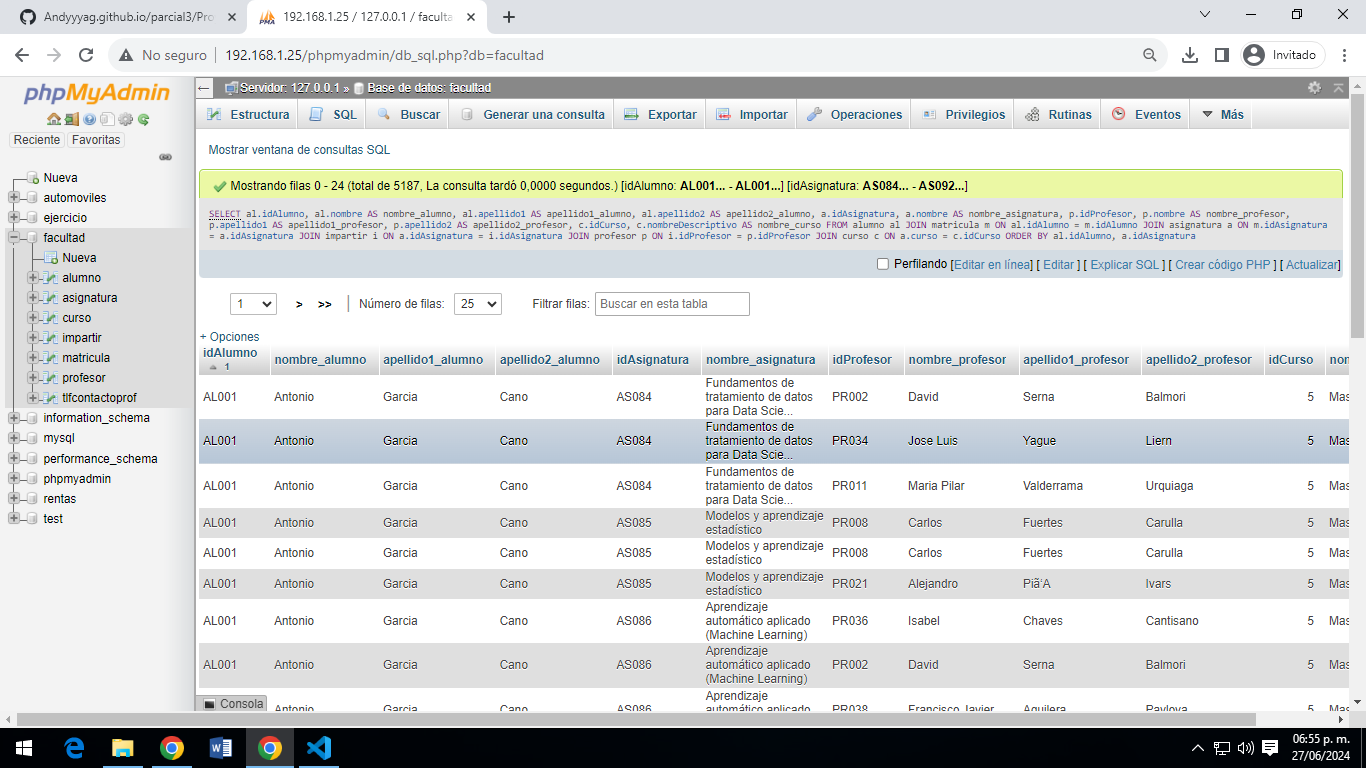 Andyyyag.github.io/parcial3/Pro
192.168.1.25 / 127.0.0.1 / faculta
No seguro
192.168.1.25/phpmyadmin/db_sql.php?db=facultad
Invitado
phpMyAdmin
Reciente Favoritas
Nueva
automoviles
ejercicio
facultad
Nueva
alumno
asignatura
curso
impartir
matricula
profesor
tlfcontactoprof
information_schema
mysql
performance_schema
phpmyadmin
rentas
test
Servidor: 127.0.0.1 » Base de datos: facultad
Estructura SQL Buscar Generar una consulta Exportar Importar Operaciones Privilegios Rutinas Eventos Más
Mostrar ventana de consultas SQL
Mostrando filas 0 - 24 (total de 5187, La consulta tardó 0,0000 segundos.) [idAlumno: AL001... - AL001...] [idAsignatura: AS084... - AS092...]
SELECT al.idAlumno, al.nombre AS nombre_alumno, al.apellido1 AS apellido1_alumno, al.apellido2 AS apellido2_alumno, a.idAsignatura, a.nombre AS nombre_asignatura, p.idProfesor, p.nombre AS nombre_profesor,
p.apellido1 AS apellido1_profesor, p.apellido2 AS apellido2_profesor, c.idCurso, c.nombreDescriptivo AS nombre_curso FROM alumno al JOIN matricula m ON al.idAlumno = m.idAlumno JOIN asignatura a ON m.idAsignatura
= a.idAsignatura JOIN impartir i ON a.idAsignatura = i.idAsignatura JOIN profesor p ON i.idProfesor = p.idProfesor JOIN curso c ON a.curso = c.idCurso ORDER BY al.idAlumno, a.idAsignatura
Perfilando [Editar en línea] [ Editar ] [ Explicar SQL ] [ Crear código PHP ] [ Actualizar]
1 > >> Número de filas: 25 Filtrar filas: Buscar en esta tabla
+ Opciones
idAlumno 1 nombre_alumno apellido1_alumno apellido2_alumno idAsignatura nombre_asignatura idProfesor nombre_profesor apellido1_profesor apellido2_profesor idCurso non
AL001 Antonio Garcia Cano AS084 Fundamentos de tratamiento de datos para Data Scie... PR002 David Serna Balmori 5 Mas
AL001 Antonio Garcia Cano AS084 Fundamentos de tratamiento de datos para Data Scie... PR034 Jose Luis Yague Liern 5 Mas
AL001 Antonio Garcia Cano AS084 Fundamentos de tratamiento de datos para Data Scie... PR011 Maria Pilar Valderrama Urquiaga 5 Mas
AL001 Antonio Garcia Cano AS085 Modelos y aprendizaje estadístico PR008 Carlos Fuertes Carulla 5 Mas
AL001 Antonio Garcia Cano AS085 Modelos y aprendizaje estadístico PR008 Carlos Fuertes Carulla 5 Mas
AL001 Antonio Garcia Cano AS085 Modelos y aprendizaje estadístico PR021 Alejandro Ivars 5 Mas
AL001 Antonio Garcia Cano AS086 Aprendizaje automático aplicado (Machine Learning) PR036 Isabel Chaves Cantisano 5 Mas
AL001 Antonio Garcia Cano AS086 Aprendizaje automático aplicado (Machine Learning) PR002 David Serna Balmori 5 Mas
AL001 Antonio Garcia Cano AS086 Aprendizaje automático aplicado PR038 Francisco Javier Aguilera Pavlova 5 Mas
Consola
06:55 p. m.
27/06/2024